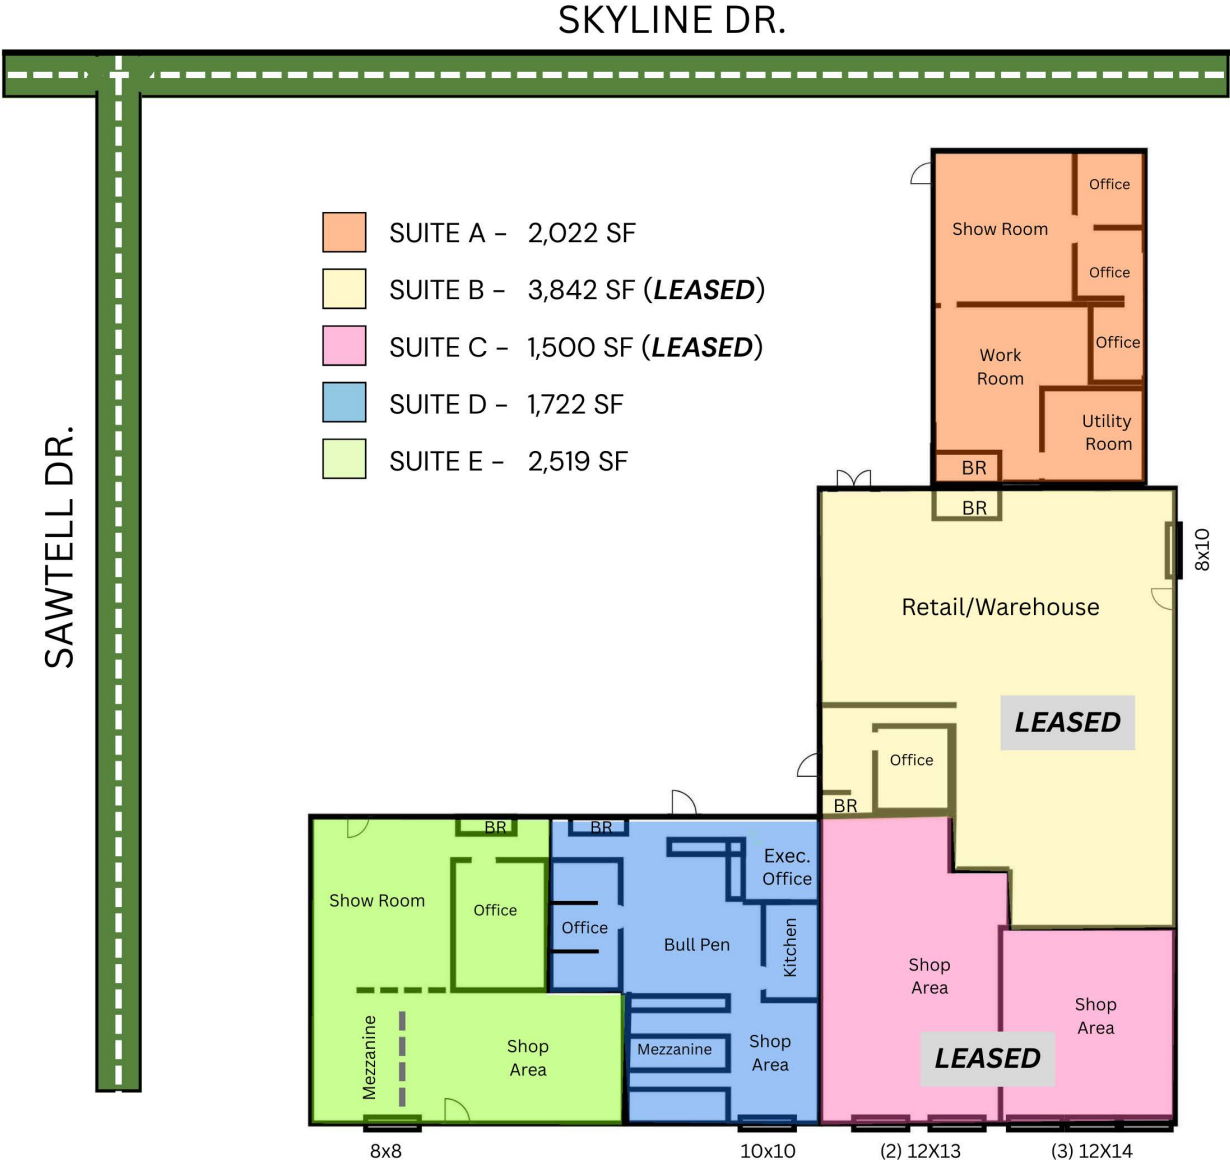 SKYLINE DR.
SAWTELL DR.
SUITE A - 2,022 SF
SUITE B - 3,842 SF (LEASED)
SUITE C - 1,500 SF (LEASED)
SUITE D - 1,722 SF
SUITE E - 2,519 SF
Office
Show Room
Office
Office
Work
Room
Utility
Room
BR
BR
8x10
Retail/Warehouse
LEASED
Office
BR
BR
BR
Exec.
Office
Show Room
Office
Office
Bull Pen
Kitchen
Shop
Area
Shop
Area
LEASED
Mezzanine
Shop
Area
Mezzanine
Shop
Area
8x8
10x10
(2) 12X13
(3) 12X14